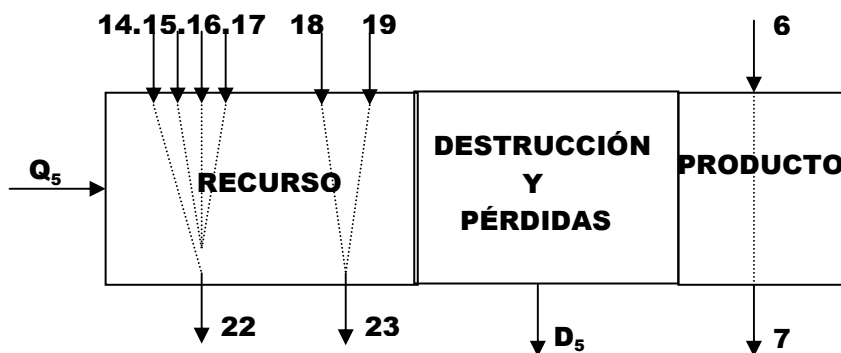 14.15.16.17 18 19 6
DESTRUCCIÓN
Y
PÉRDIDAS
Q₅
RECURSO
PRODUCTO
22 23 D₅ 7